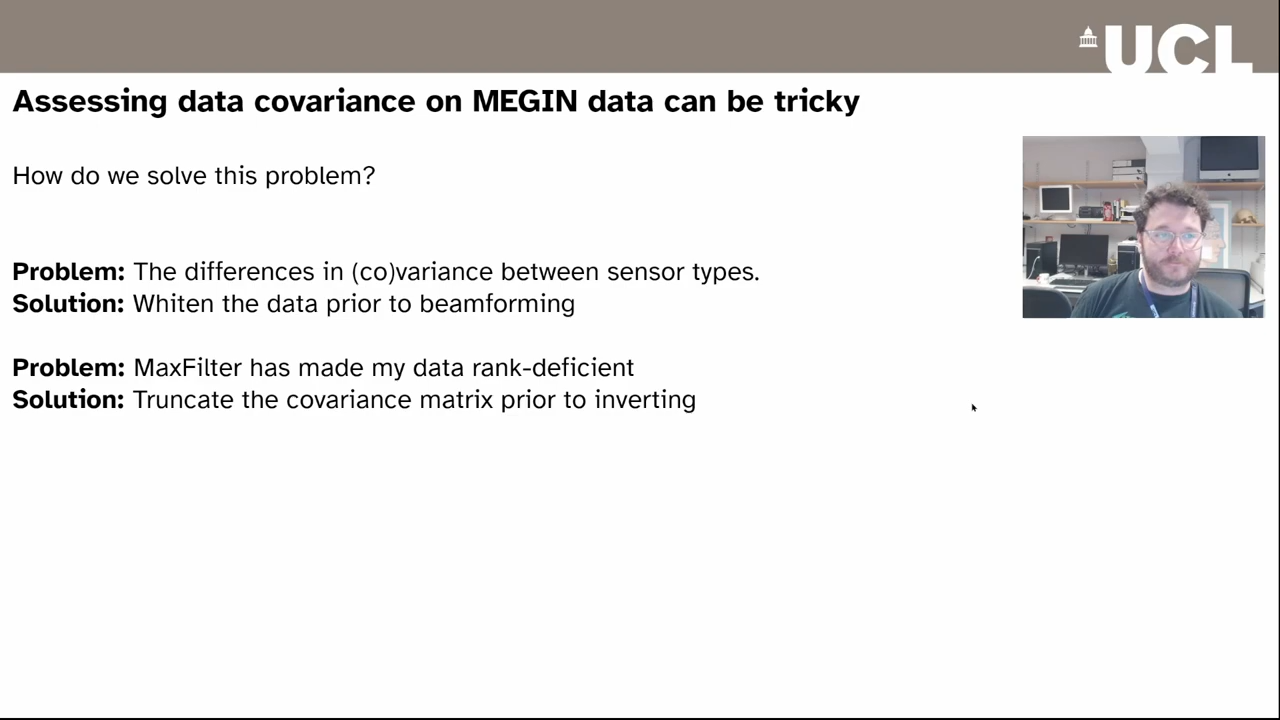 UCL
Assessing data covariance on MEGIN data can be tricky
How do we solve this problem?
Problem: The differences in (co)variance between sensor types.
Solution: Whiten the data prior to beamforming
Problem: MaxFilter has made my data rank-deficient
Solution: Truncate the covariance matrix prior to inverting